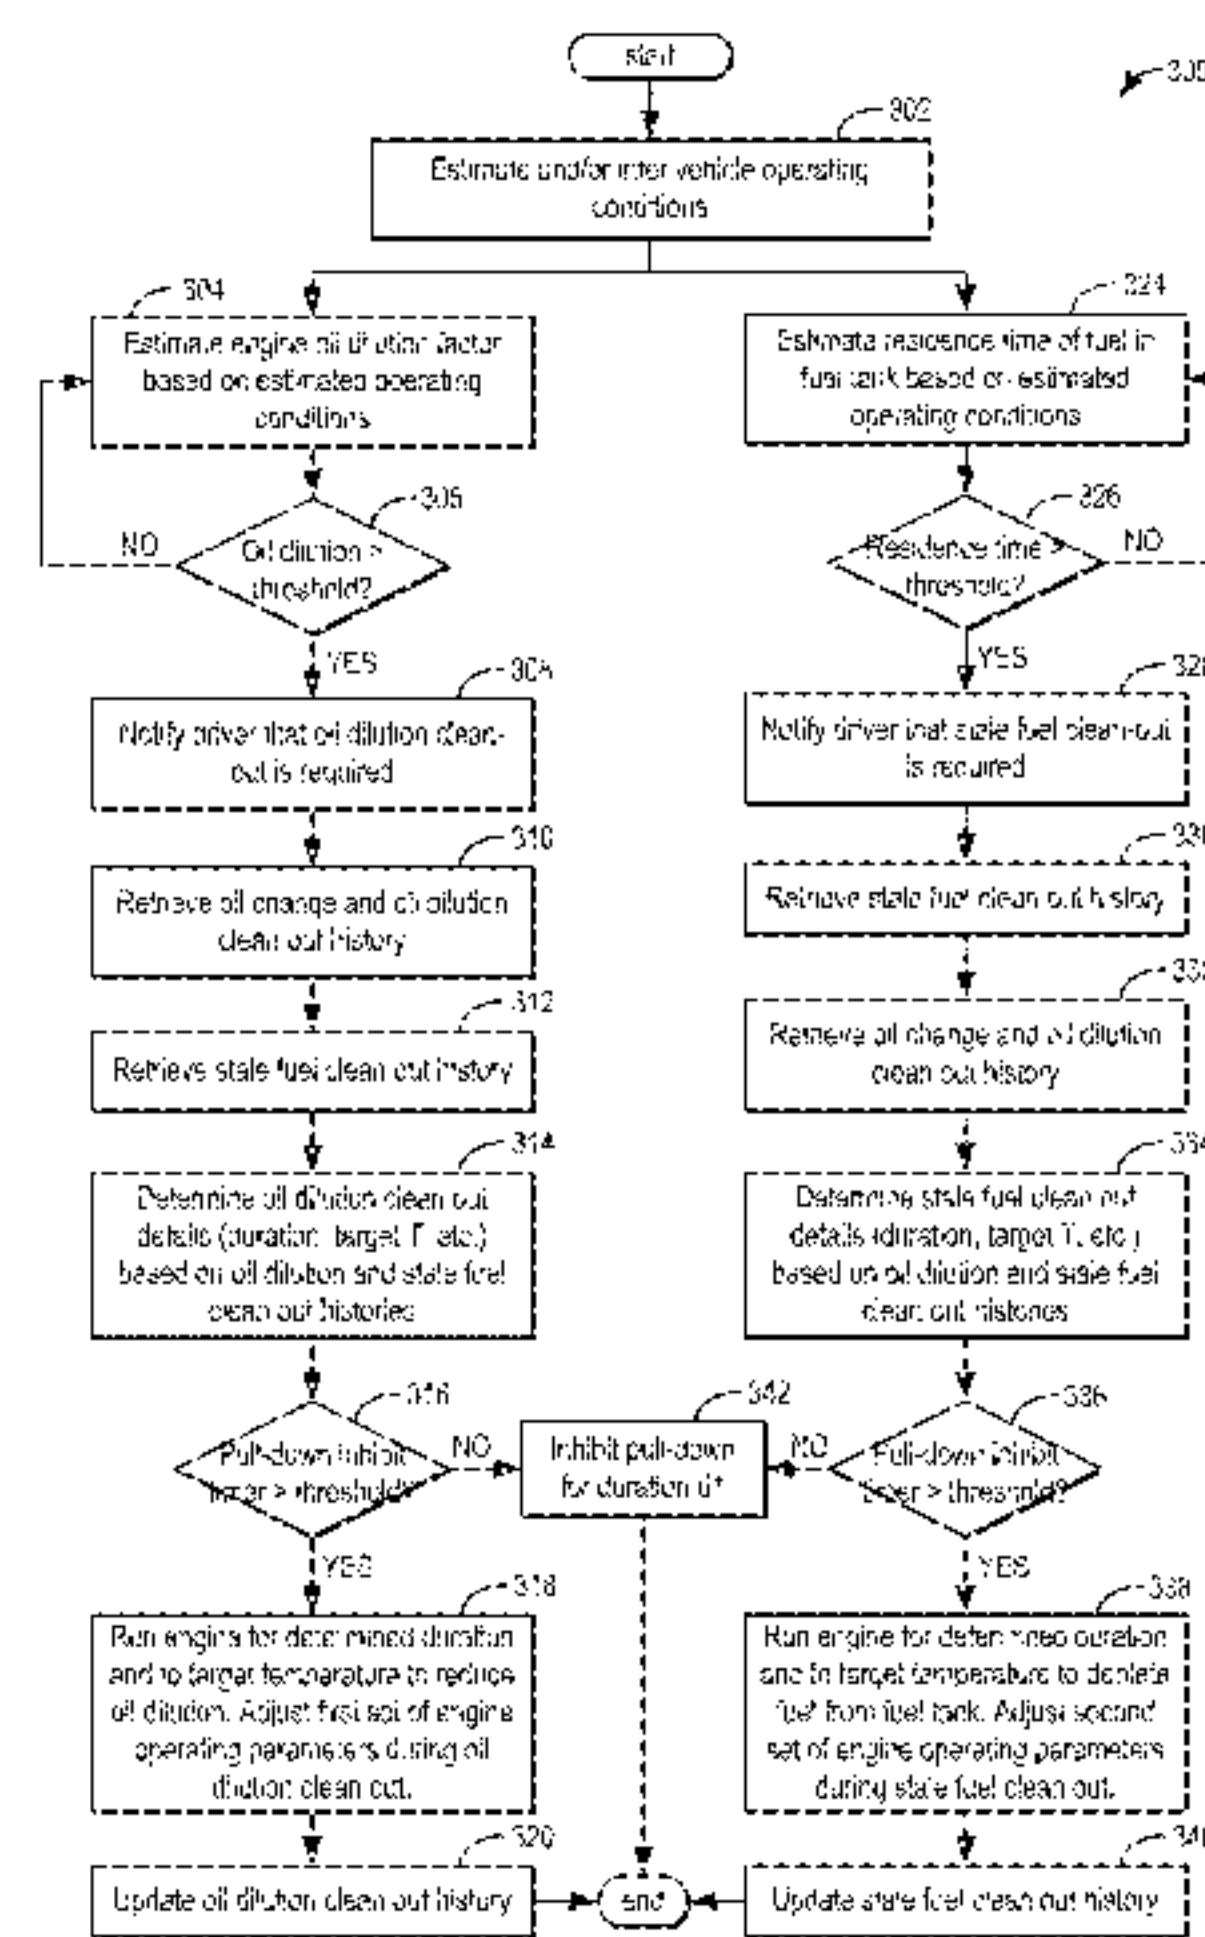 start
302
Estimate and/or infer vehicle operating
conditions
304
Estimate engine oil dilution factor
based on estimated operating
conditions
306
Oil dilution >
threshold?
NO
YES
308
Notify driver that oil dilution clean-
out is required
310
Retrieve oil change and oil dilution
clean out history
312
Retrieve stale fuel clean out history
314
Determine oil dilution clean out
details (duration, target T, etc.)
based on oil dilution and stale fuel
clean out histories
316
Pull-down inhibit
timer > threshold?
NO
YES
318
Run engine for determined duration
and to target temperature to reduce
oil dilution. Adjust first set of engine
operating parameters during oil
dilution clean out.
320
Update oil dilution clean out history
324
Estimate residence time of fuel in
fuel tank based on estimated
operating conditions
326
Residence time >
threshold?
NO
YES
Notify driver that stale fuel clean-out
is required
Retrieve stale fuel clean out history
Retrieve oil change and oil dilution
clean out history
Determine stale fuel clean out
details (duration, target T, etc.)
based on oil dilution and stale fuel
clean out histories
336
Pull-down inhibit
timer > threshold?
NO
YES
342
Inhibit pull-down
for duration
338
Run engine for determined duration
and to target temperature to deplete
fuel from fuel tank. Adjust second
set of engine operating parameters
during stale fuel clean out.
Update stale fuel clean out history
end